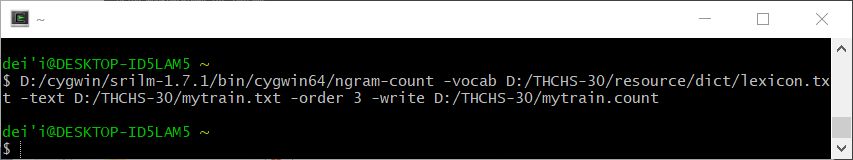 ~
dei'i@DESKTOP-ID5LAM5 ~
$ D:/cygwin/srilm-1.7.1/bin/cygwin64/ngram-count -vocab D:/THCHS-30/resource/dict/lexicon.tx
t -text D:/THCHS-30/mytrain.txt -order 3 -write D:/THCHS-30/mytrain.count
dei'i@DESKTOP-ID5LAM5 ~
$